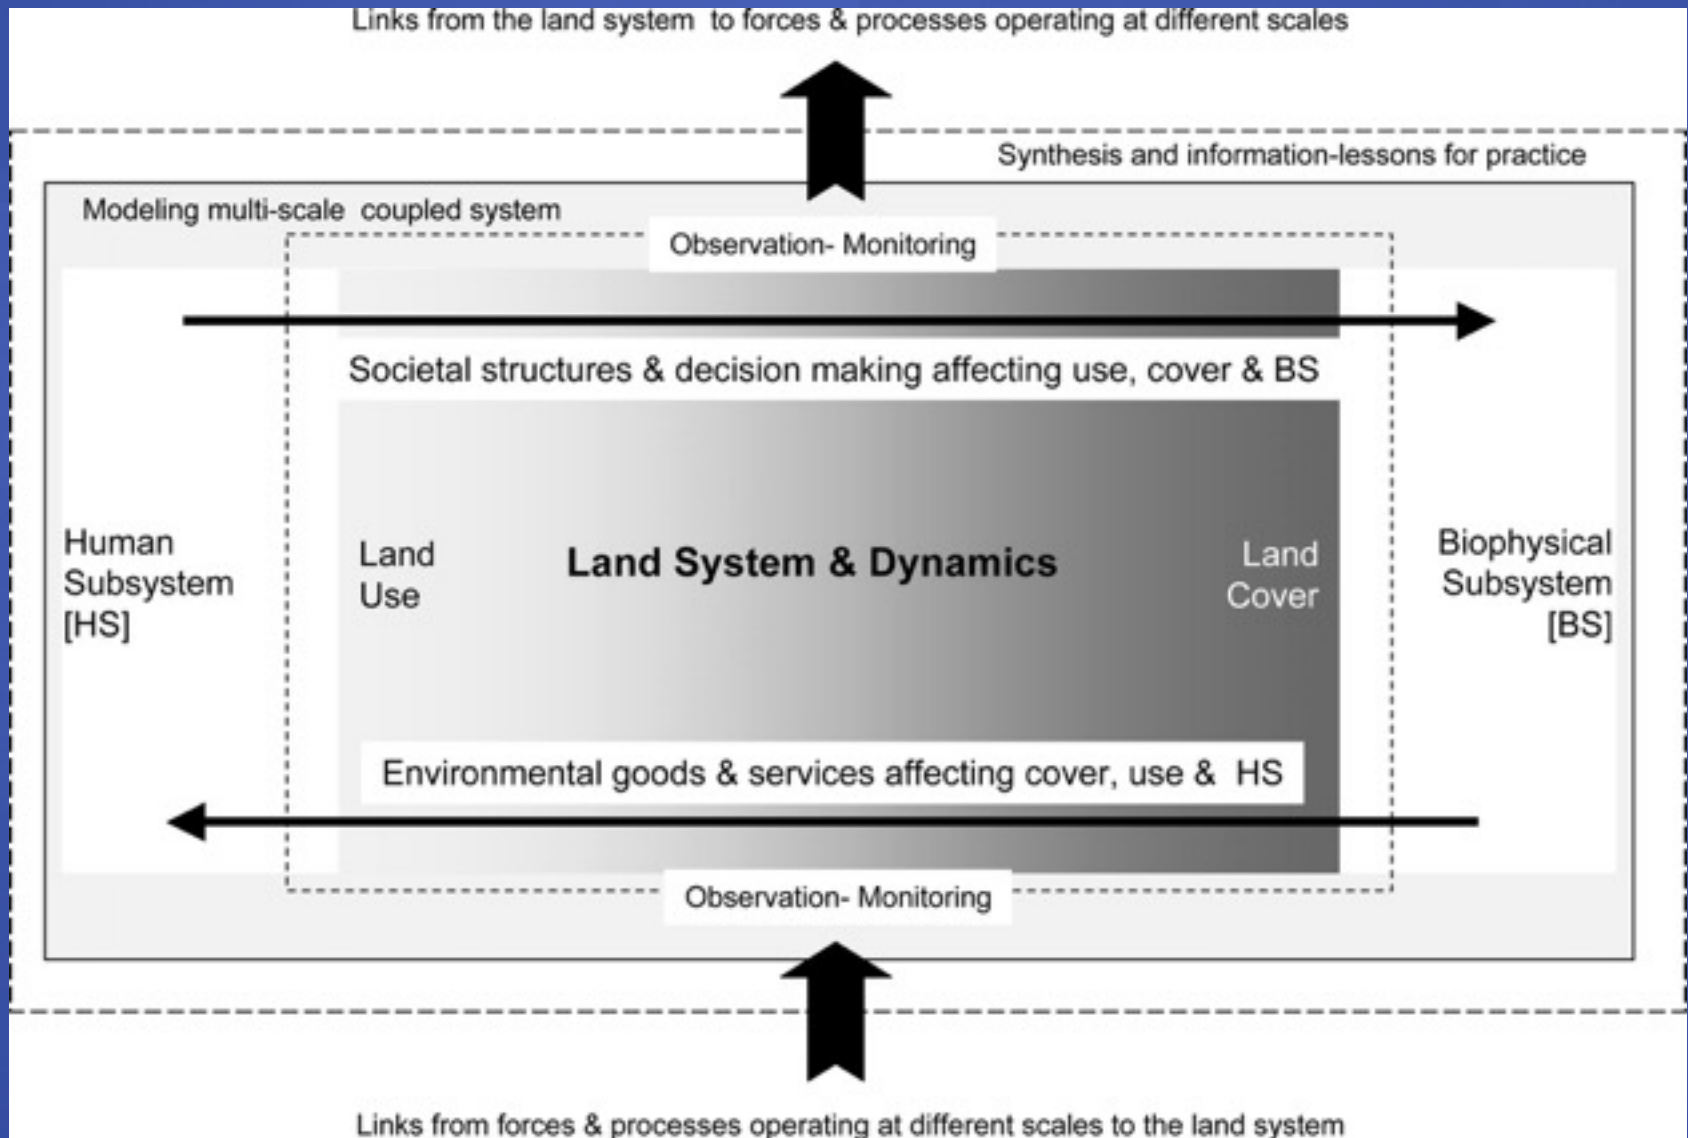 Links from the land system to forces & processes operating at different scales
Synthesis and information-lessons for practice
Modeling multi-scale coupled system
Observation- Monitoring
Societal structures & decision making affecting use, cover & BS
Human
Subsystem
[HS]
Land
Use
Land System & Dynamics
Land
Cover
Biophysical
Subsystem
[BS]
Environmental goods & services affecting cover, use & HS
Observation- Monitoring
Links from forces & processes operating at different scales to the land system